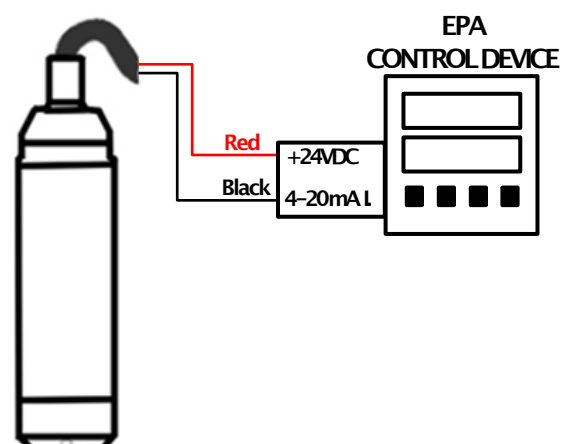 EPA
CONTROL DEVICE
Red
+24VDC
Black
4-20mA I.